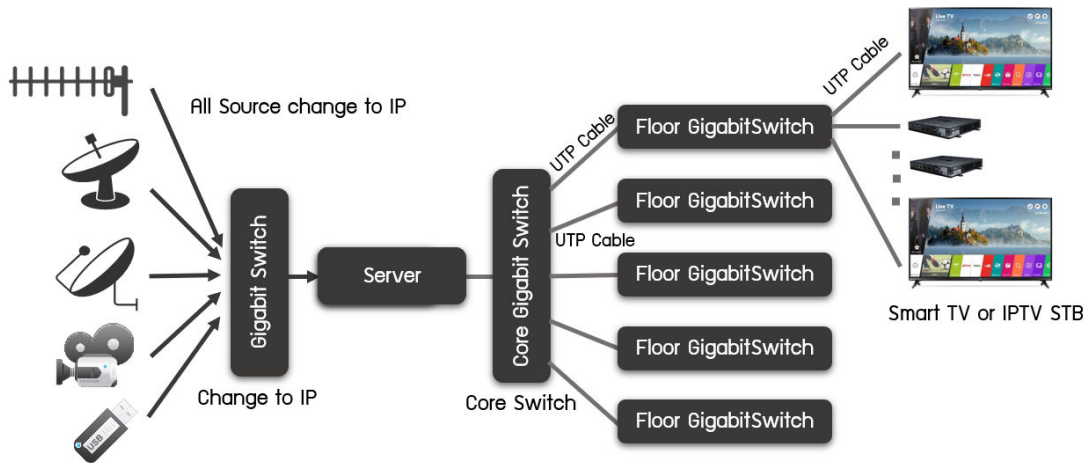 All Source change to IP
Gigabit Switch
Change to IP
USB
Server
Core Gigabit Switch
Core Switch
UTP Cable
UTP Cable
UTP Cable
Floor GigabitSwitch
Floor GigabitSwitch
Floor GigabitSwitch
Floor GigabitSwitch
Floor GigabitSwitch
Live TV
Live TV
Smart TV or IPTV STB